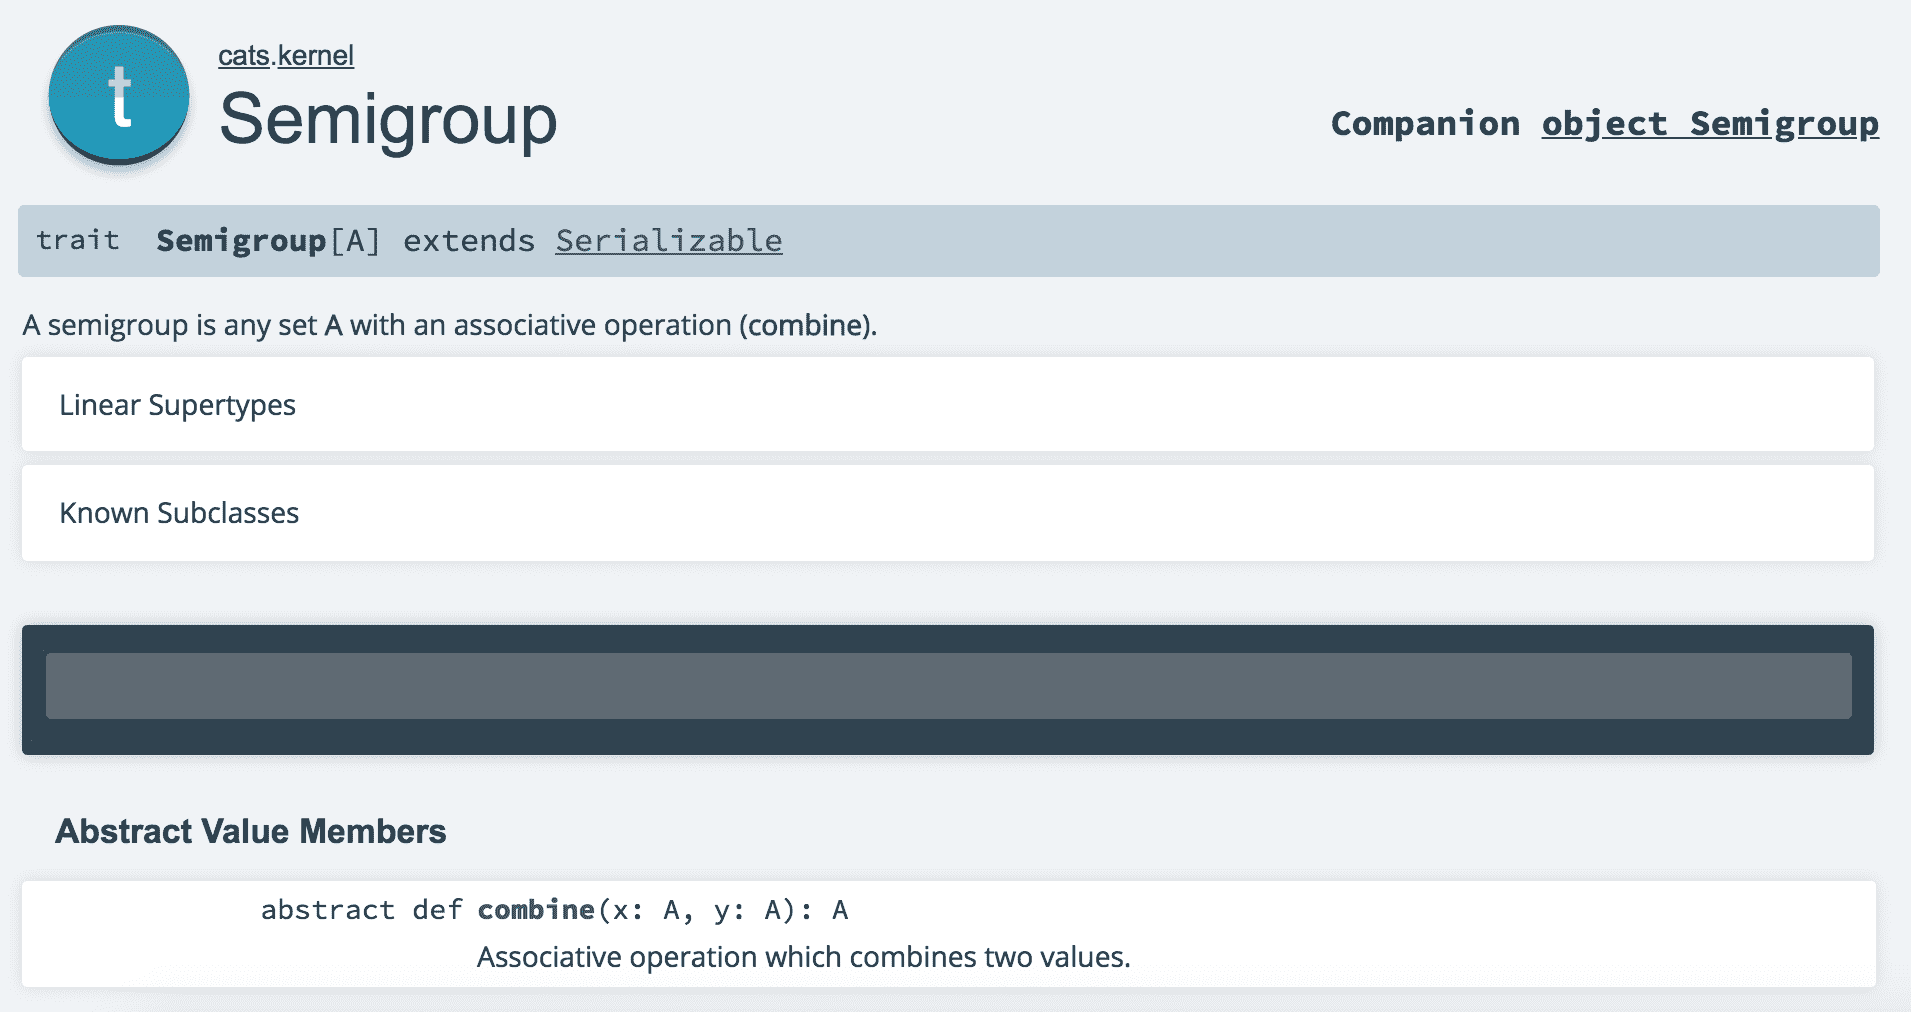 t
cats.kernel
Semigroup
Companion object Semigroup
trait Semigroup[A] extends Serializable
A semigroup is any set A with an associative operation (combine).
Linear Supertypes
Known Subclasses
Abstract Value Members
abstract def combine(x: A, y: A): A
Associative operation which combines two values.